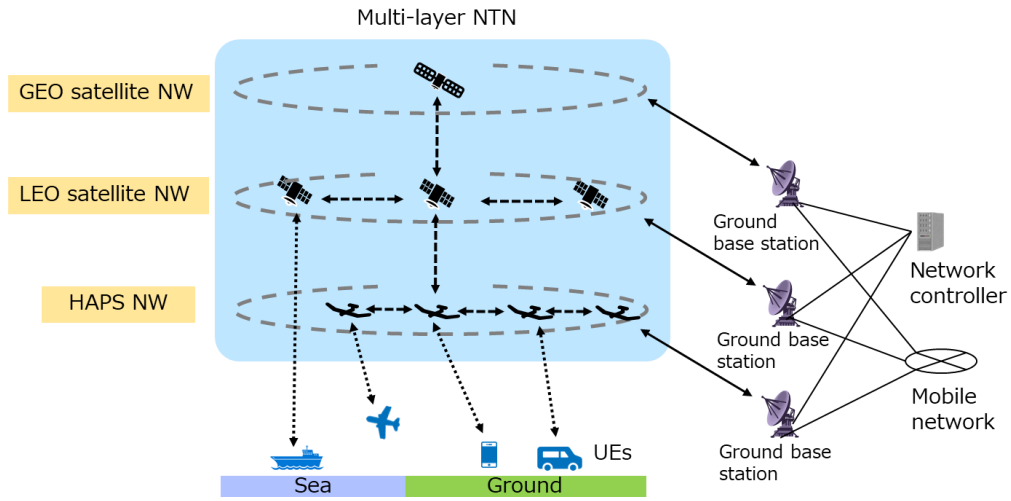 Multi-layer NTN
GEO satellite NW
LEO satellite NW
HAPS NW
Ground
base station
Ground base
station
Ground base
station
Network
controller
Mobile
network
UEs
Sea
Ground